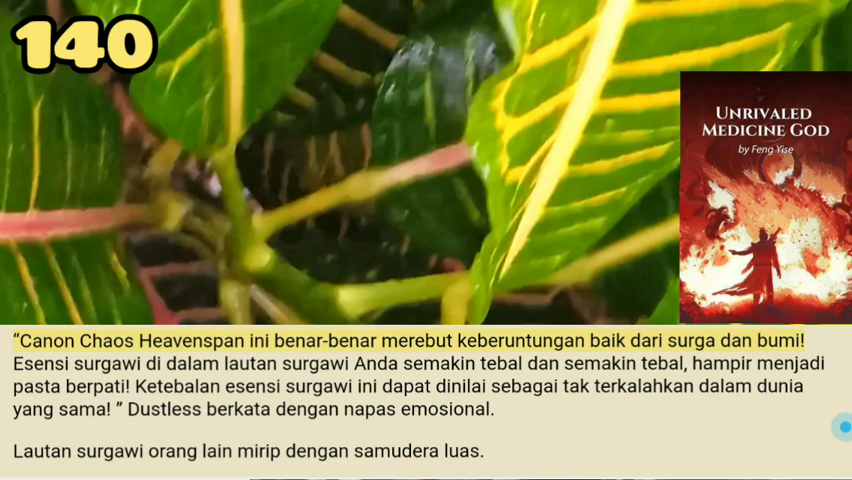 140
UNRIVALED
MEDICINE GOD
by Feng Yise
“Canon Chaos Heavenspan ini benar-benar merebut keberuntungan baik dari surga dan bumi!
Esensi surgawi di dalam lautan surgawi Anda semakin tebal dan semakin tebal, hampir menjadi
pasta berpati! Ketebalan esensi surgawi ini dapat dinilai sebagai tak terkalahkan dalam dunia
yang sama! ” Dustless berkata dengan napas emosional.
Lautan surgawi orang lain mirip dengan samudera luas.